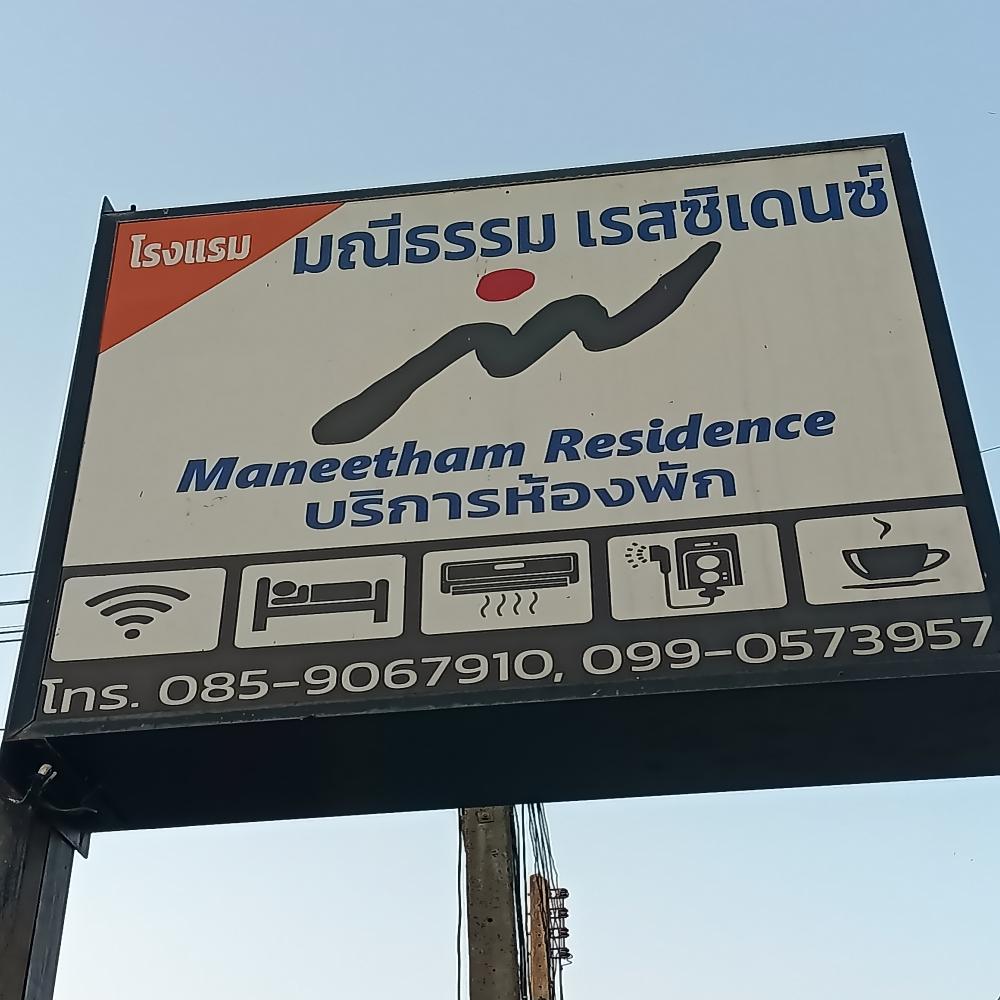 โรงแรม
มณีธรรม เรสซิเดนซ์
Maneetham Residence
บริการห้องพัก
โทร. 085-9067910, 099-0573957